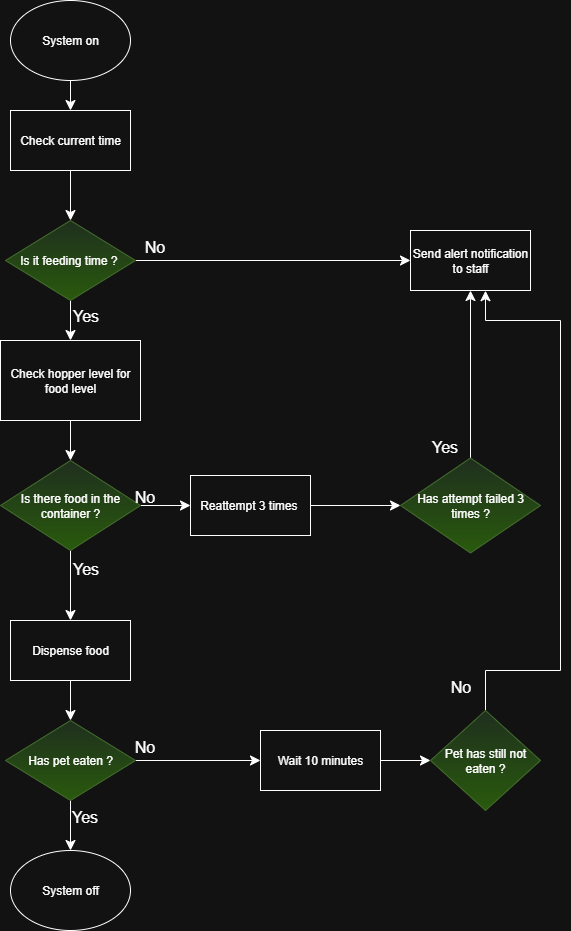 System on
Check current time
Is it feeding time ?
No
Send alert notification
to staff
Yes
Check hopper level for
food level
Yes
Is there food in the
container ?
No
Reattempt 3 times
Has attempt failed 3
times ?
Yes
Dispense food
No
Has pet eaten ?
No
Wait 10 minutes
Pet has still not
eaten ?
Yes
System off